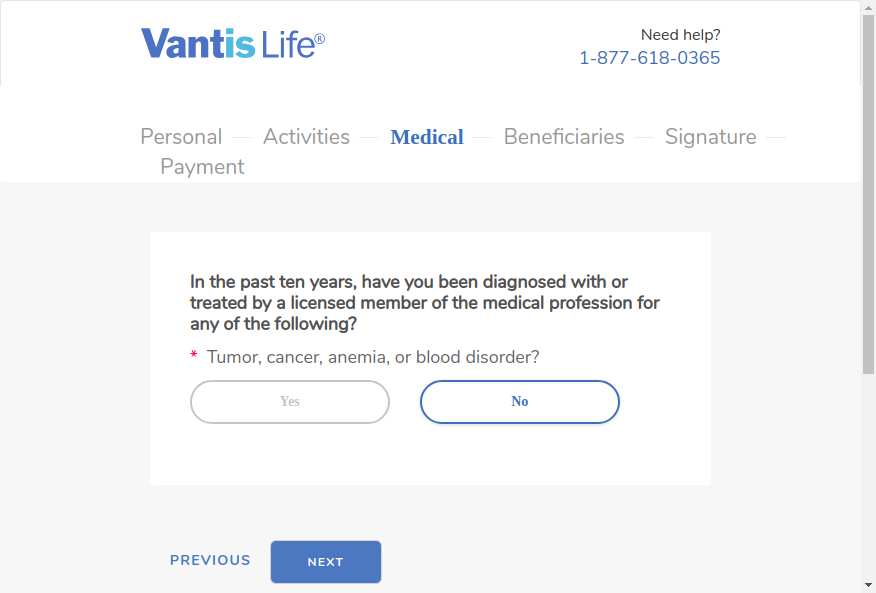 Vantis Life®
Need help?
1-877-618-0365
Personal Activities Medical Beneficiaries Signature
Payment
In the past ten years, have you been diagnosed with or
treated by a licensed member of the medical profession for
any of the following?
* Tumor, cancer, anemia, or blood disorder?
Yes No
PREVIOUS NEXT